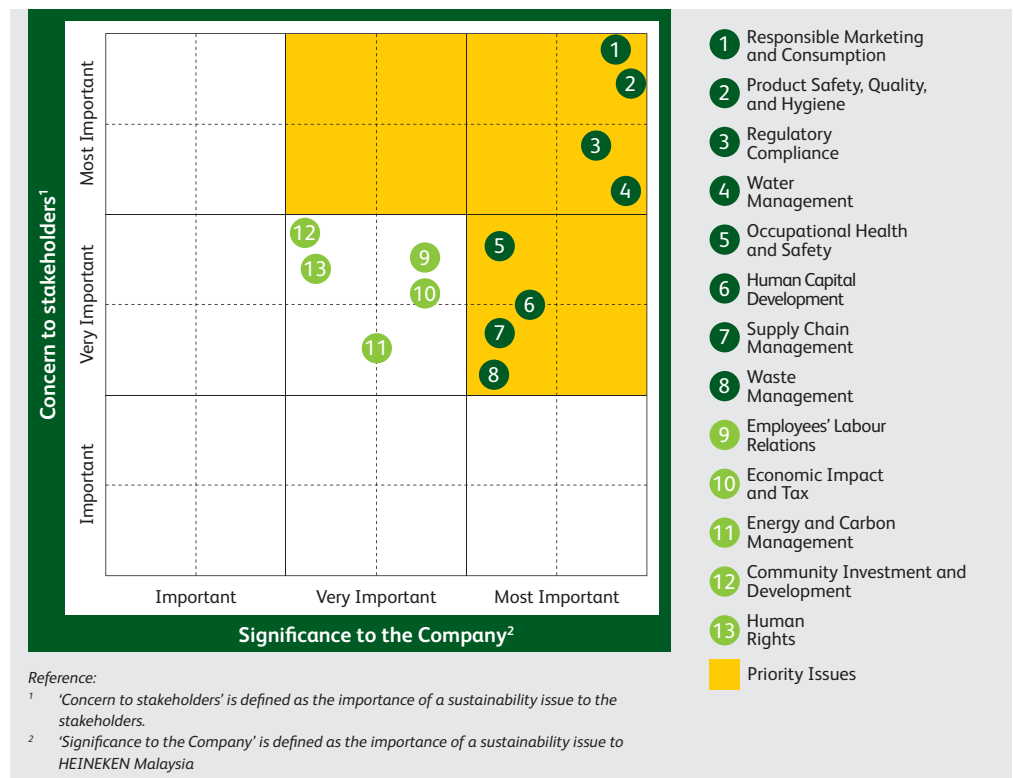 Concern to stakeholders¹
Most Important
Very Important
Important
1
2
3
4
12
5
9
13
10
6
7
11
8
Important
Very Important
Most Important
Significance to the Company²
1 Responsible Marketing
and Consumption
2 Product Safety, Quality,
and Hygiene
3 Regulatory
Compliance
4 Water
Management
5 Occupational Health
and Safety
6 Human Capital
Development
7 Supply Chain
Management
8 Waste
Management
9 Employees’ Labour
Relations
10 Economic Impact
and Tax
11 Energy and Carbon
Management
12 Community Investment and
Development
13 Human
Rights
Priority Issues
Reference:
¹ ‘Concern to stakeholders’ is defined as the importance of a sustainability issue to the
stakeholders.
² ‘Significance to the Company’ is defined as the importance of a sustainability issue to
HEINEKEN Malaysia